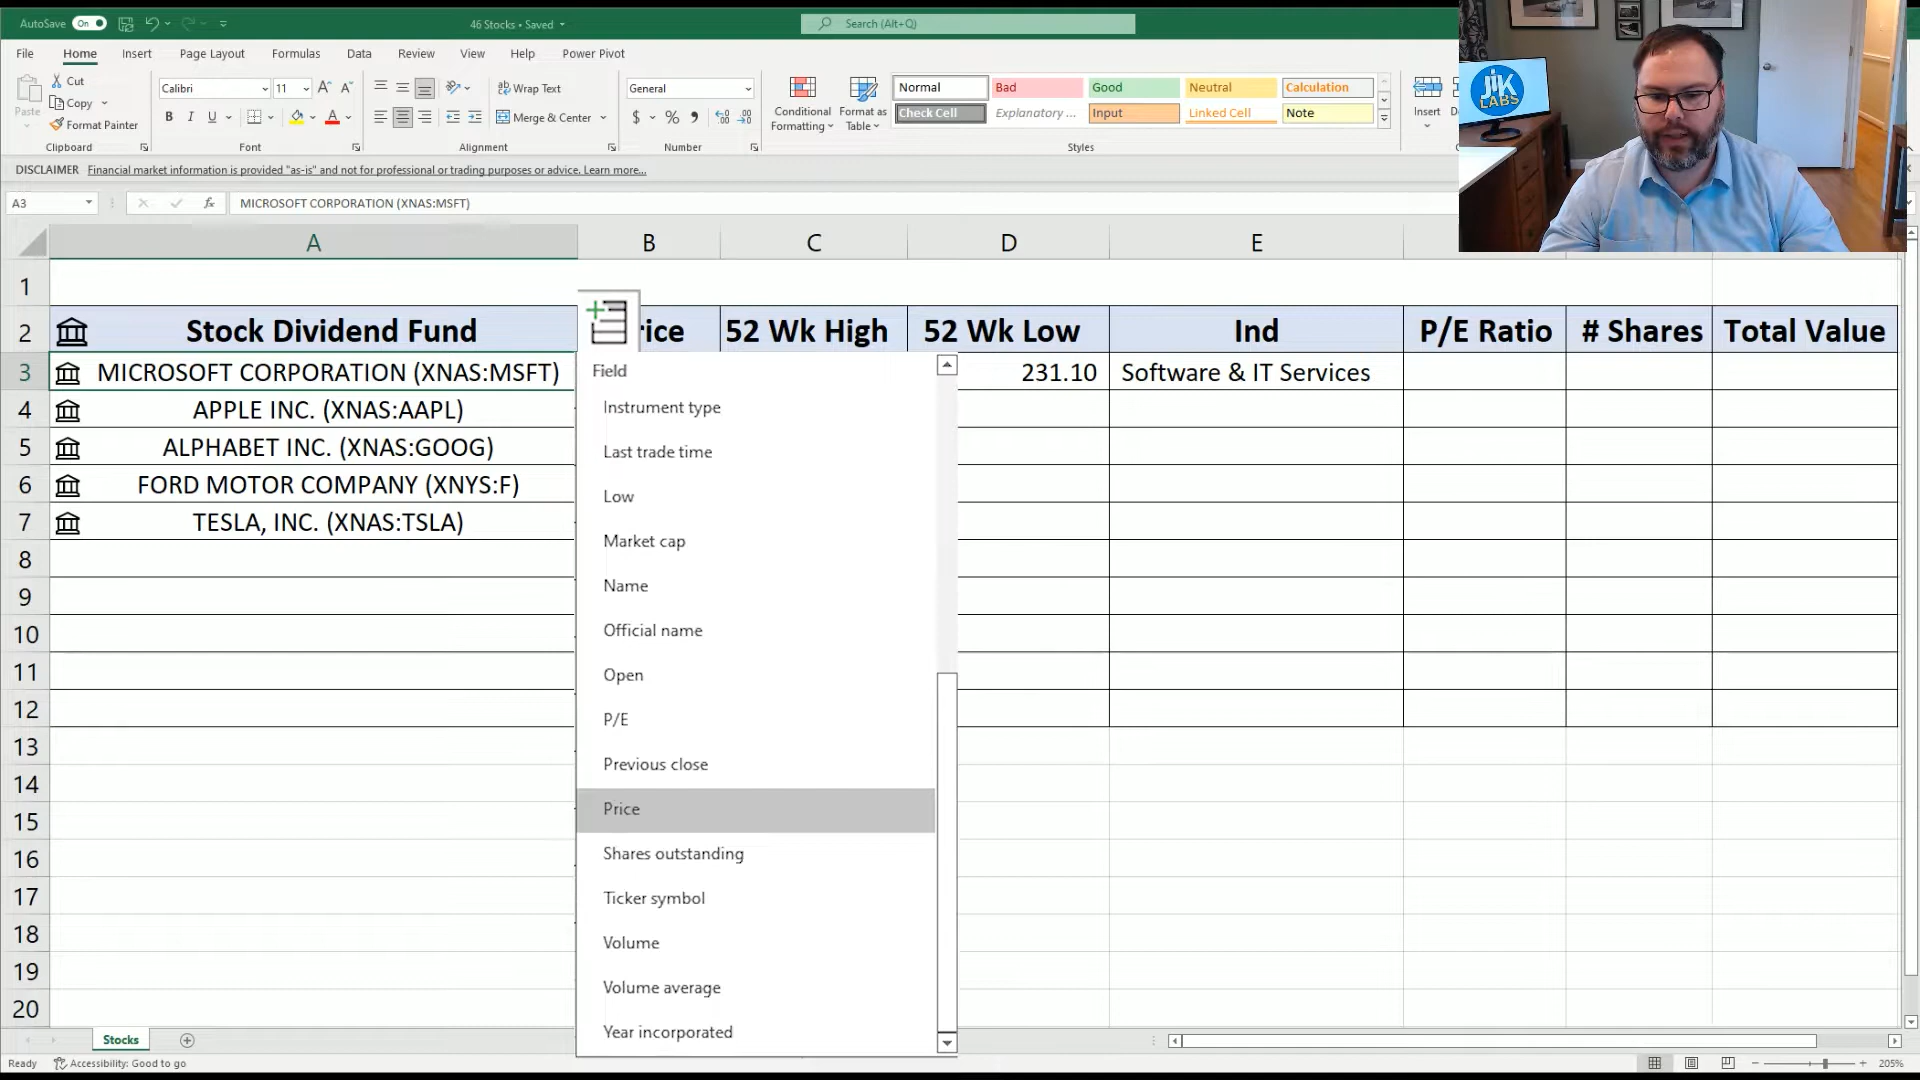 AutoSave On 46 Stocks • Saved Search (Alt+Q)
File Home Insert Page Layout Formulas Data Review View Help Power Pivot
Paste
Cut
Copy
Format Painter
Clipboard
Calibri 11
B I U
Font
Wrap Text
Merge & Center
Alignment
General
$ % 9
Number
Conditional Formatting
Format as Table
Normal Bad Good Neutral Calculation
Check Cell Explanatory ... Input Linked Cell Note
Styles
Insert
JIK
LABS
DISCLAIMER Financial market information is provided "as-is" and not for professional or trading purposes or advice. Learn more...
A3 fx MICROSOFT CORPORATION (XNAS:MSFT)
A B C D E
1
2 Stock Dividend Fund rice 52 Wk High 52 Wk Low Ind P/E Ratio # Shares Total Value
3 MICROSOFT CORPORATION (XNAS:MSFT) 231.10 Software & IT Services
4 APPLE INC. (XNAS:AAPL)
5 ALPHABET INC. (XNAS:GOOG)
6 FORD MOTOR COMPANY (XNYS:F)
7 TESLA, INC. (XNAS:TSLA)
8
9
10
11
12
13
14
15
16
17
18
19
20
Field
Instrument type
Last trade time
Low
Market cap
Name
Official name
Open
P/E
Previous close
Price
Shares outstanding
Ticker symbol
Volume
Volume average
Year incorporated
Stocks
Ready Accessibility: Good to go 205%